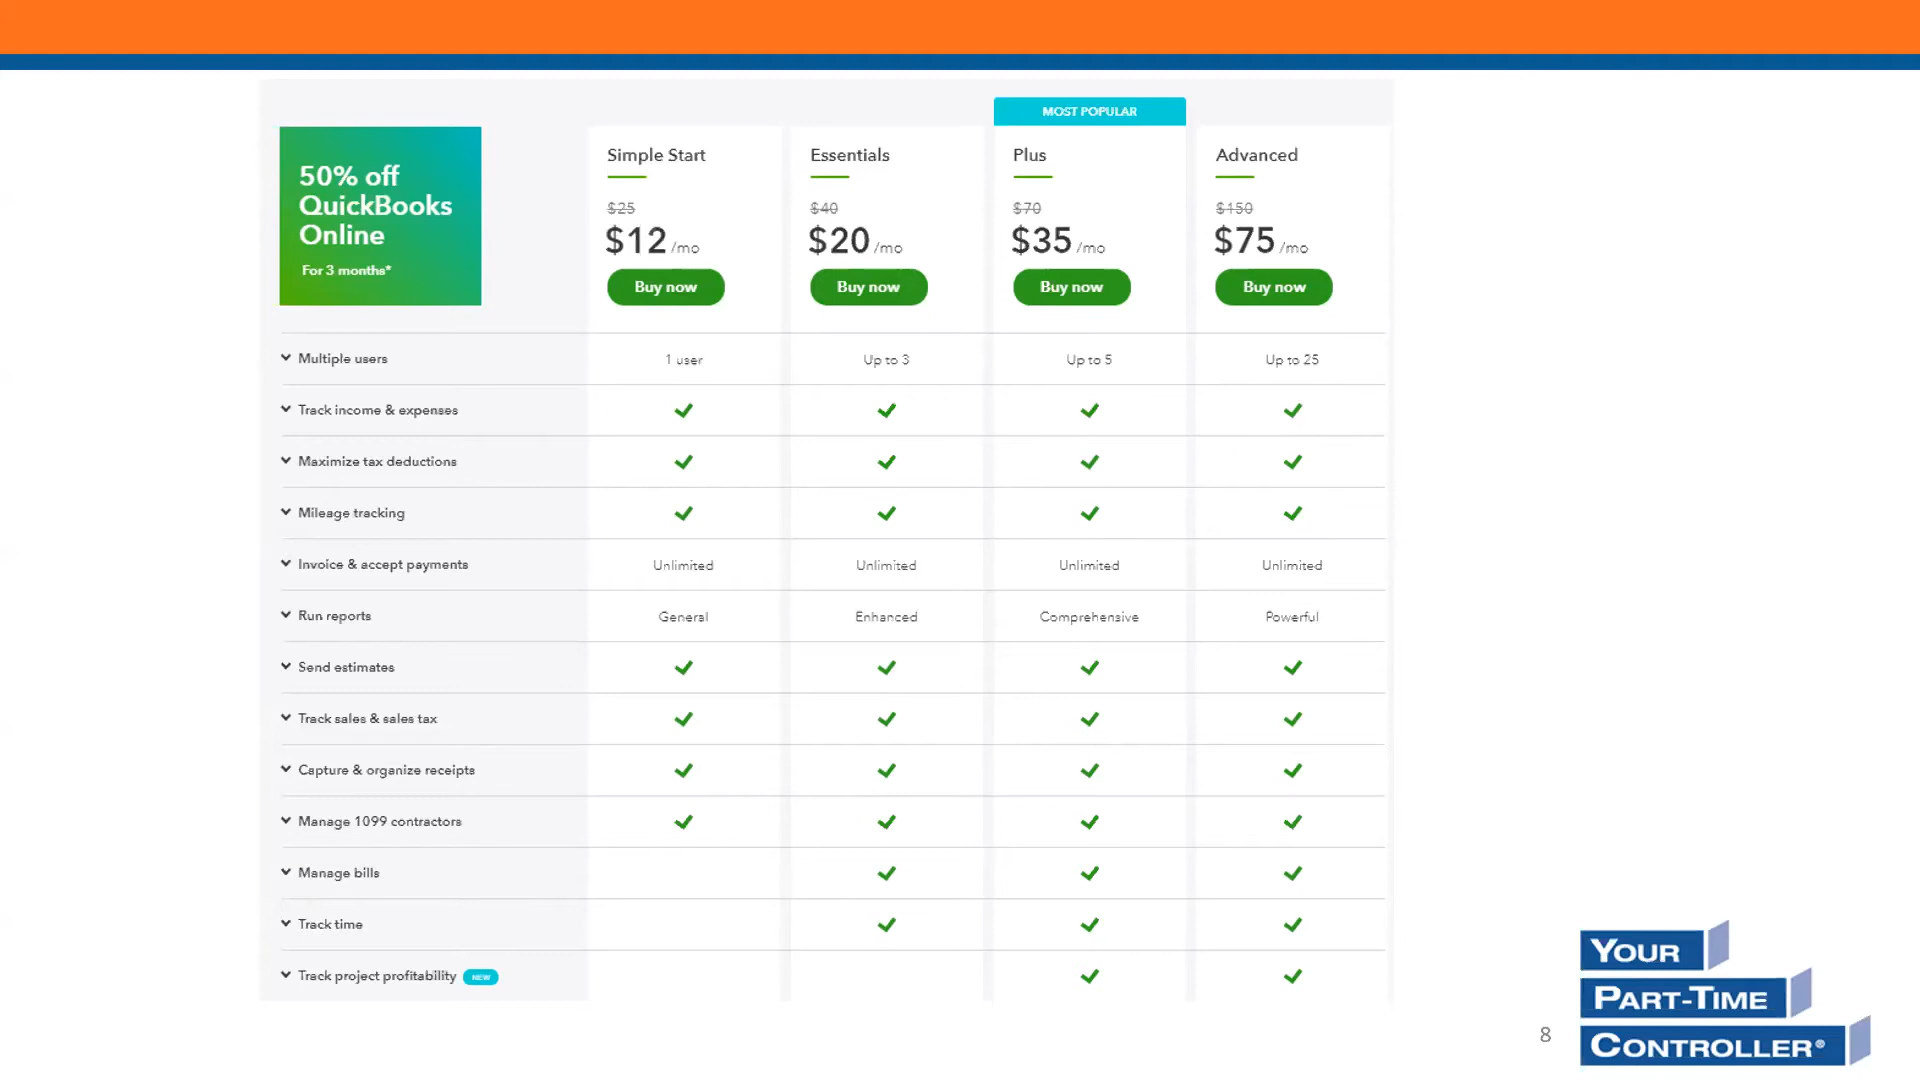 MOST POPULAR
50% off
QuickBooks
Online
For 3 months*
Simple Start
Essentials
Plus
Advanced
$25
$40
$70
$150
$12 /mo
$20 /mo
$35 /mo
$75 /mo
Buy now
Buy now
Buy now
Buy now
Multiple users 1 user Up to 3 Up to 5 Up to 25
Track income & expenses
Maximize tax deductions
Mileage tracking
Invoice & accept payments Unlimited Unlimited Unlimited Unlimited
Run reports General Enhanced Comprehensive Powerful
Send estimates
Track sales & sales tax
Capture & organize receipts
Manage 1099 contractors
Manage bills
Track time
Track project profitability NEW
8
YOUR
PART-TIME
CONTROLLER®